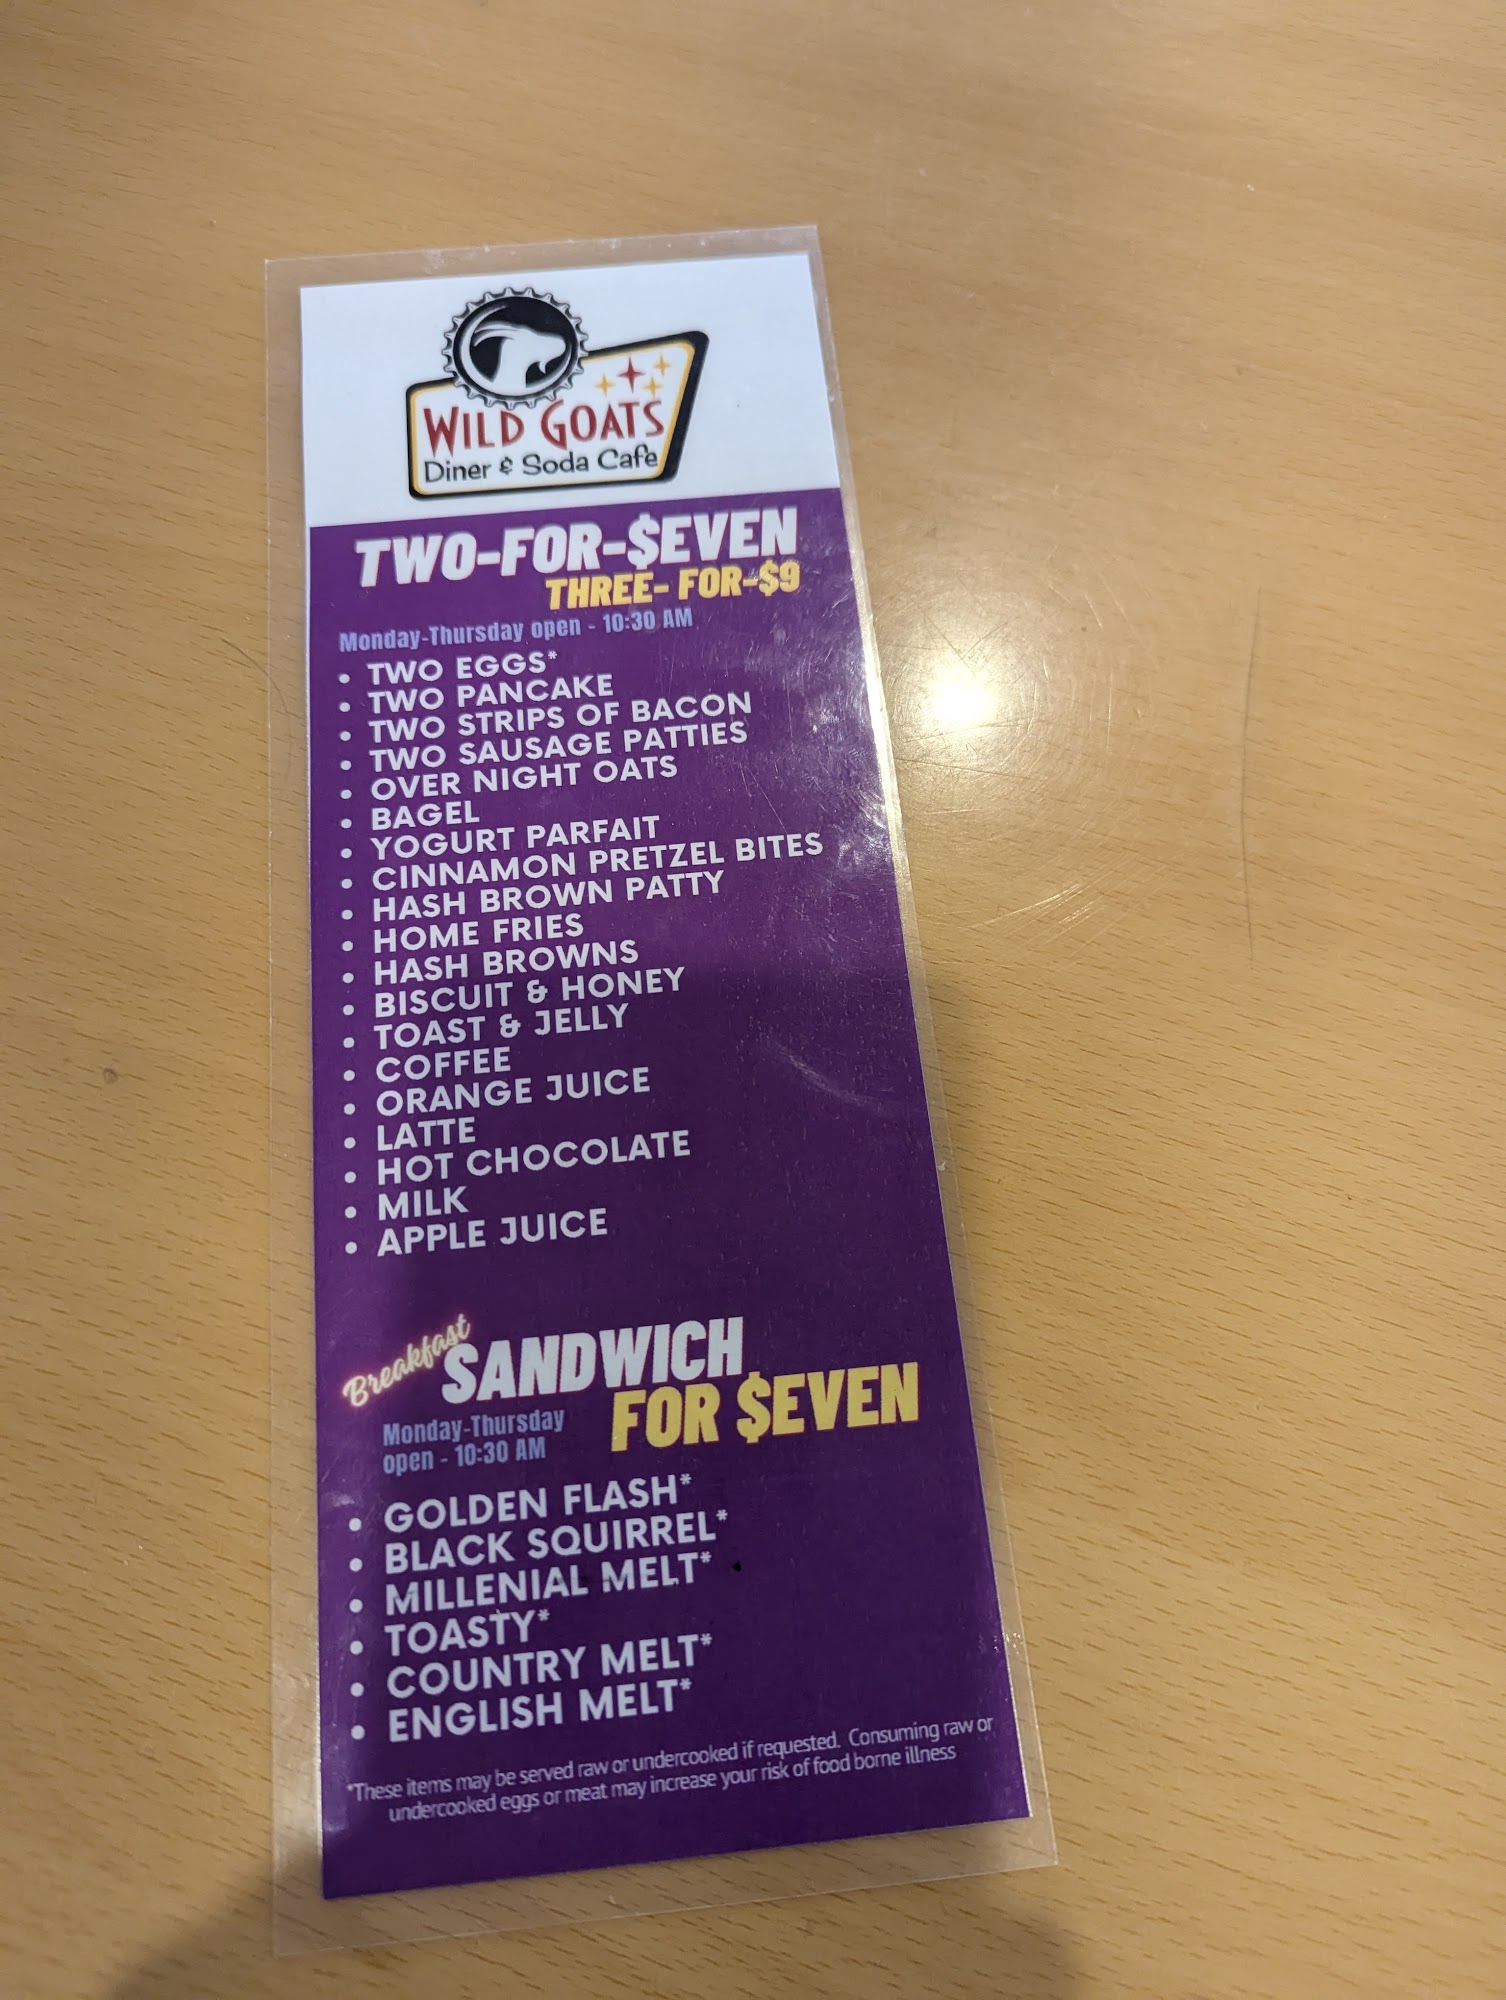 WILD GOATS
Diner & Soda Cafe
TWO-FOR-$EVEN
THREE- FOR-$9
Monday-Thursday open - 10:30 AM
• TWO EGGS*
• TWO PANCAKE
• TWO STRIPS OF BACON
• TWO SAUSAGE PATTIES
• OVER NIGHT OATS
• BAGEL
• YOGURT PARFAIT
• CINNAMON PRETZEL BITES
• HASH BROWN PATTY
• HOME FRIES
• HASH BROWNS
• BISCUIT & HONEY
• TOAST & JELLY
• COFFEE
• ORANGE JUICE
• LATTE
• HOT CHOCOLATE
• MILK
• APPLE JUICE
Breakfast
SANDWICH
FOR $EVEN
Monday-Thursday
open - 10:30 AM
• GOLDEN FLASH*
• BLACK SQUIRREL*
• MILLENIAL MELT*
• TOASTY*
• COUNTRY MELT*
• ENGLISH MELT*
*These items may be served raw or undercooked if requested. Consuming raw or
undercooked eggs or meat may increase your risk of food borne illness